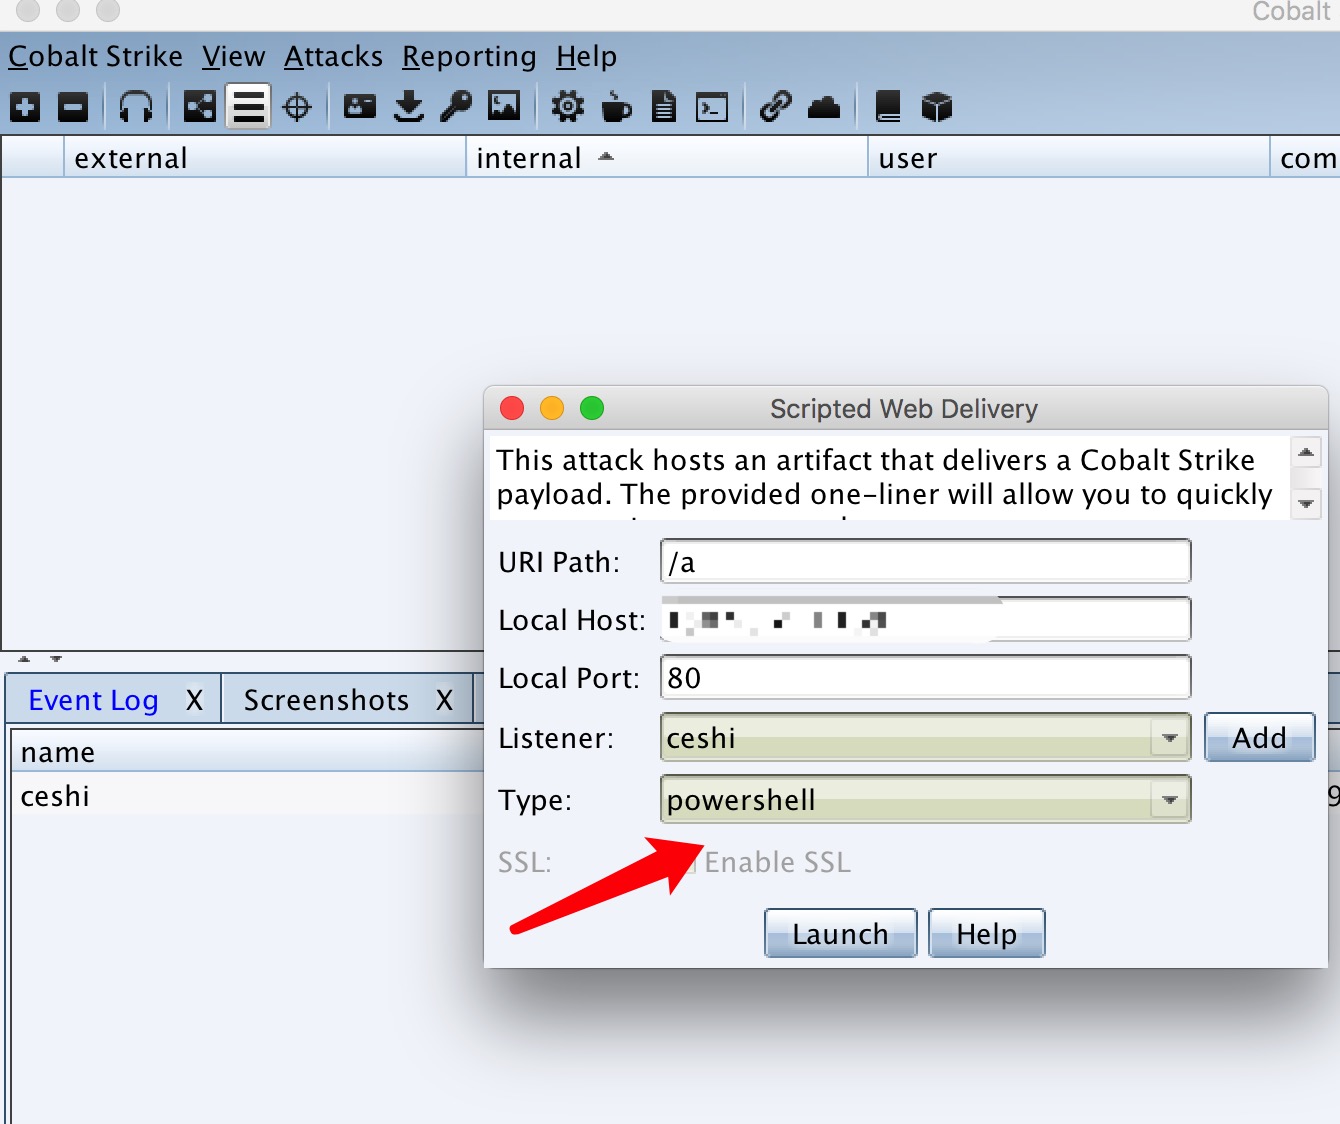 Cobalt
Cobalt Strike View Attacks Reporting Help
external internal user com
Scripted Web Delivery
This attack hosts an artifact that delivers a Cobalt Strike
payload. The provided one-liner will allow you to quickly
URI Path: /a
Local Host:
Local Port: 80
Event Log X Screenshots X
Listener: ceshi Add
name
ceshi
Type: powershell
9
SSL: Enable SSL
Launch Help